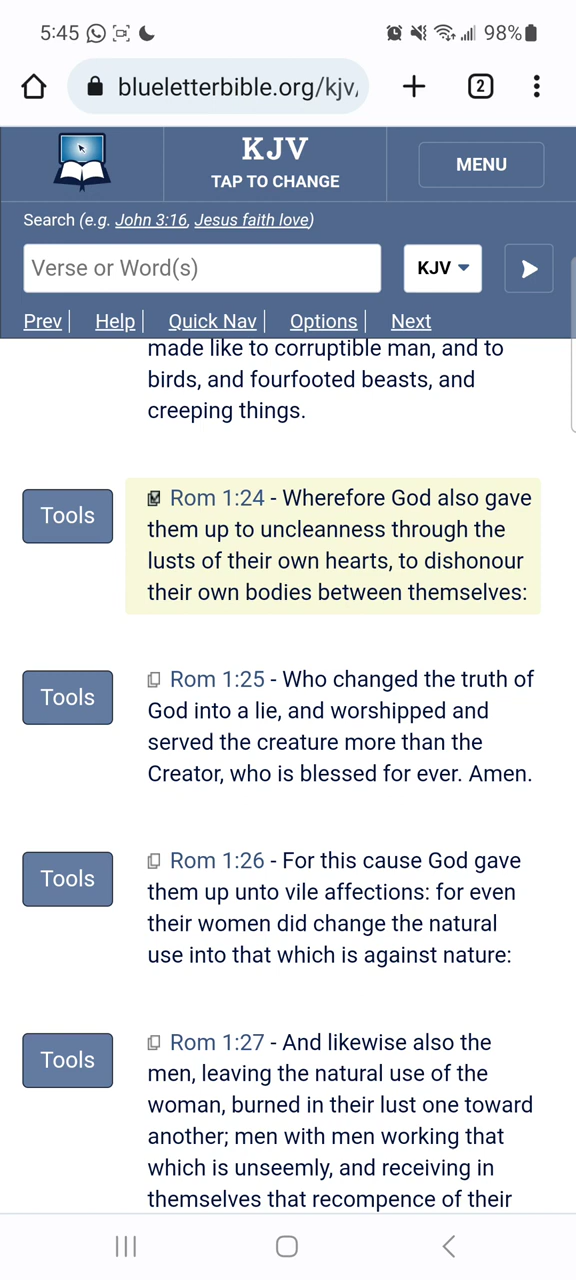 5:45 98%
blueletterbible.org/kjv/ 2
KJV
TAP TO CHANGE
MENU
Search (e.g. John 3:16, Jesus faith love)
Verse or Word(s) KJV
Prev | Help | Quick Nav | Options | Next
made like to corruptible man, and to
birds, and fourfooted beasts, and
creeping things.
Tools
Rom 1:24 - Wherefore God also gave
them up to uncleanness through the
lusts of their own hearts, to dishonour
their own bodies between themselves:
Tools
Rom 1:25 - Who changed the truth of
God into a lie, and worshipped and
served the creature more than the
Creator, who is blessed for ever. Amen.
Tools
Rom 1:26 - For this cause God gave
them up unto vile affections: for even
their women did change the natural
use into that which is against nature:
Tools
Rom 1:27 - And likewise also the
men, leaving the natural use of the
woman, burned in their lust one toward
another; men with men working that
which is unseemly, and receiving in
themselves that recompence of their